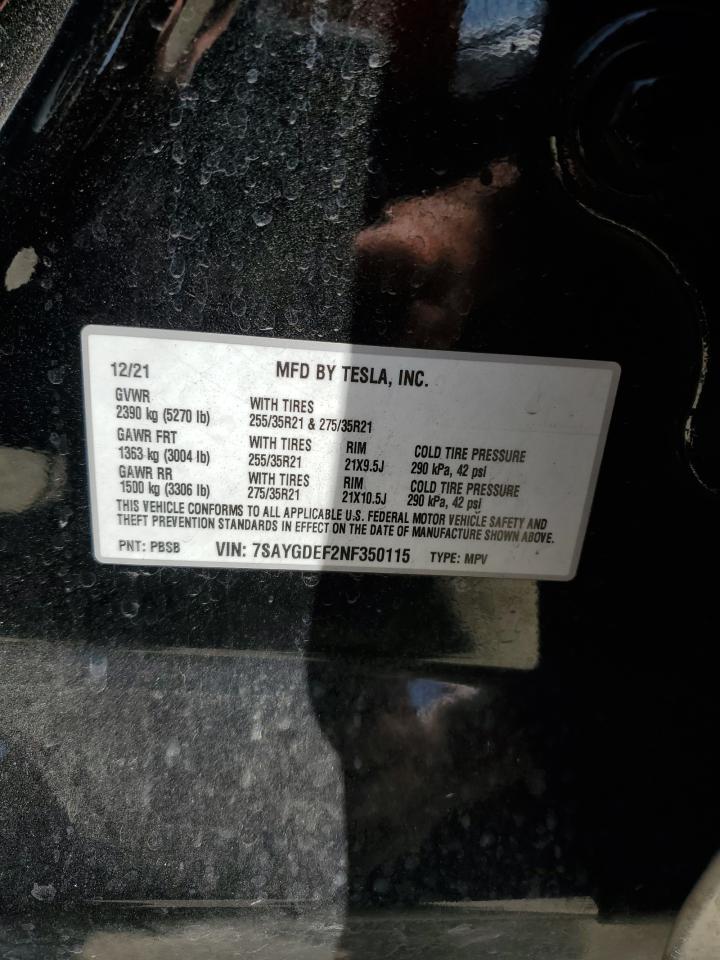 12/21 MFD BY TESLA, INC.
GVWR
2390 kg (5270 lb) WITH TIRES 255/35R21 & 275/35R21
GAWR FRT WITH TIRES RIM COLD TIRE PRESSURE
1363 kg (3004 lb) 255/35R21 21X9.5J 290 kPa, 42 psi
GAWR RR WITH TIRES RIM COLD TIRE PRESSURE
1500 kg (3306 lb) 275/35R21 21X10.5J 290 kPa, 42 psi
THIS VEHICLE CONFORMS TO ALL APPLICABLE U.S. FEDERAL MOTOR VEHICLE SAFETY AND
THEFT PREVENTION STANDARDS IN EFFECT ON THE DATE OF MANUFACTURE SHOWN ABOVE.
PNT: PBSB VIN: 7SAYGDEF2NF350115 TYPE: MPV